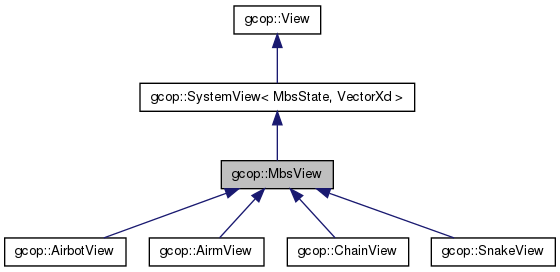 gcop::View
gcop::SystemView< MbsState, VectorXd >
gcop::MbsView
gcop::AirbotView
gcop::AirmView
gcop::ChainView
gcop::SnakeView